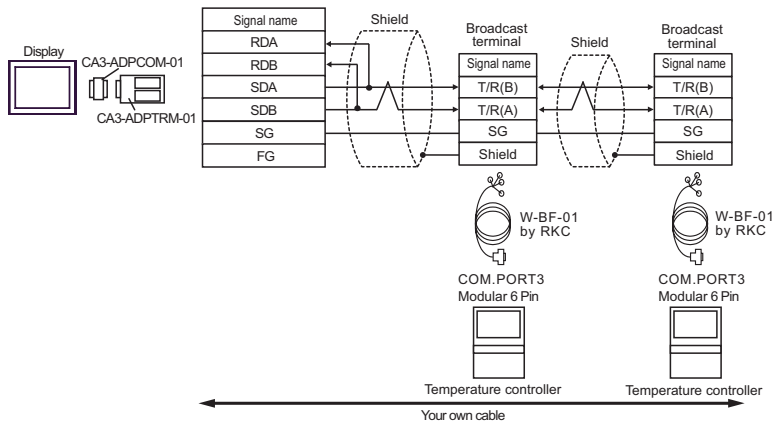 Display
CA3-ADPCOM-01
CA3-ADPTRM-01
Signal name
RDA
RDB
SDA
SDB
SG
FG
Shield
Broadcast
terminal
Signal name
T/R(B)
T/R(A)
SG
Shield
Shield
Broadcast
terminal
Signal name
T/R(B)
T/R(A)
SG
Shield
W-BF-01
by RKC
COM.PORT3
Modular 6 Pin
Temperature controller
W-BF-01
by RKC
COM.PORT3
Modular 6 Pin
Temperature controller
Your own cable